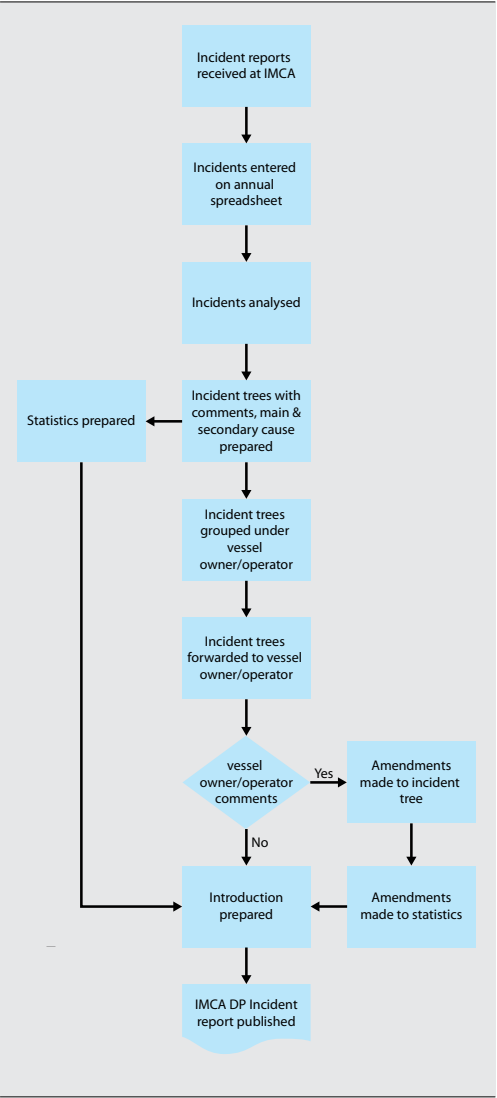 Incident reports
received at IMCA
Incidents entered
on annual
spreadsheet
Incidents analysed
Statistics prepared
Incident trees with
comments, main &
secondary cause
prepared
Incident trees
grouped under
vessel
owner/operator
Incident trees
forwarded to vessel
owner/operator
vessel
owner/operator
comments
Yes
Amendments
made to incident
tree
No
Introduction
prepared
Amendments
made to statistics
IMCA DP Incident
report published